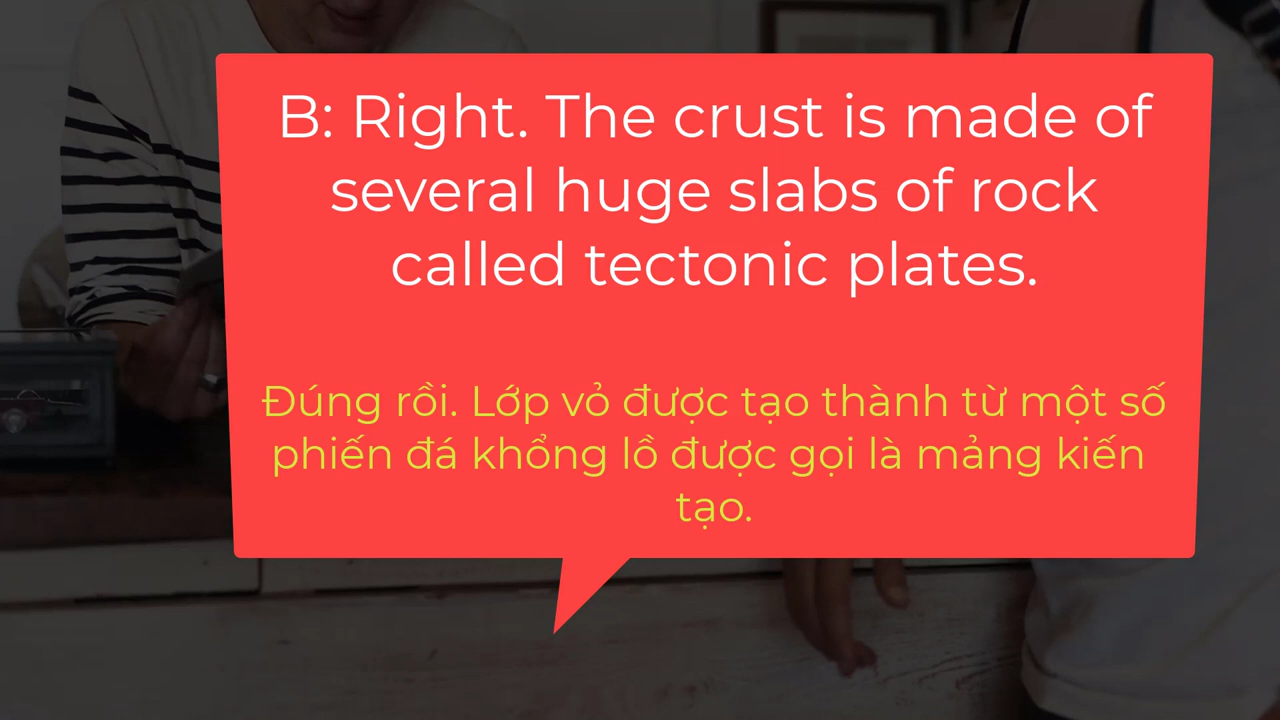 B: Right. The crust is made of
several huge slabs of rock
called tectonic plates.
Đúng rồi. Lớp vỏ được tạo thành từ một số
phiến đá khổng lồ được gọi là mảng kiến
tạo.